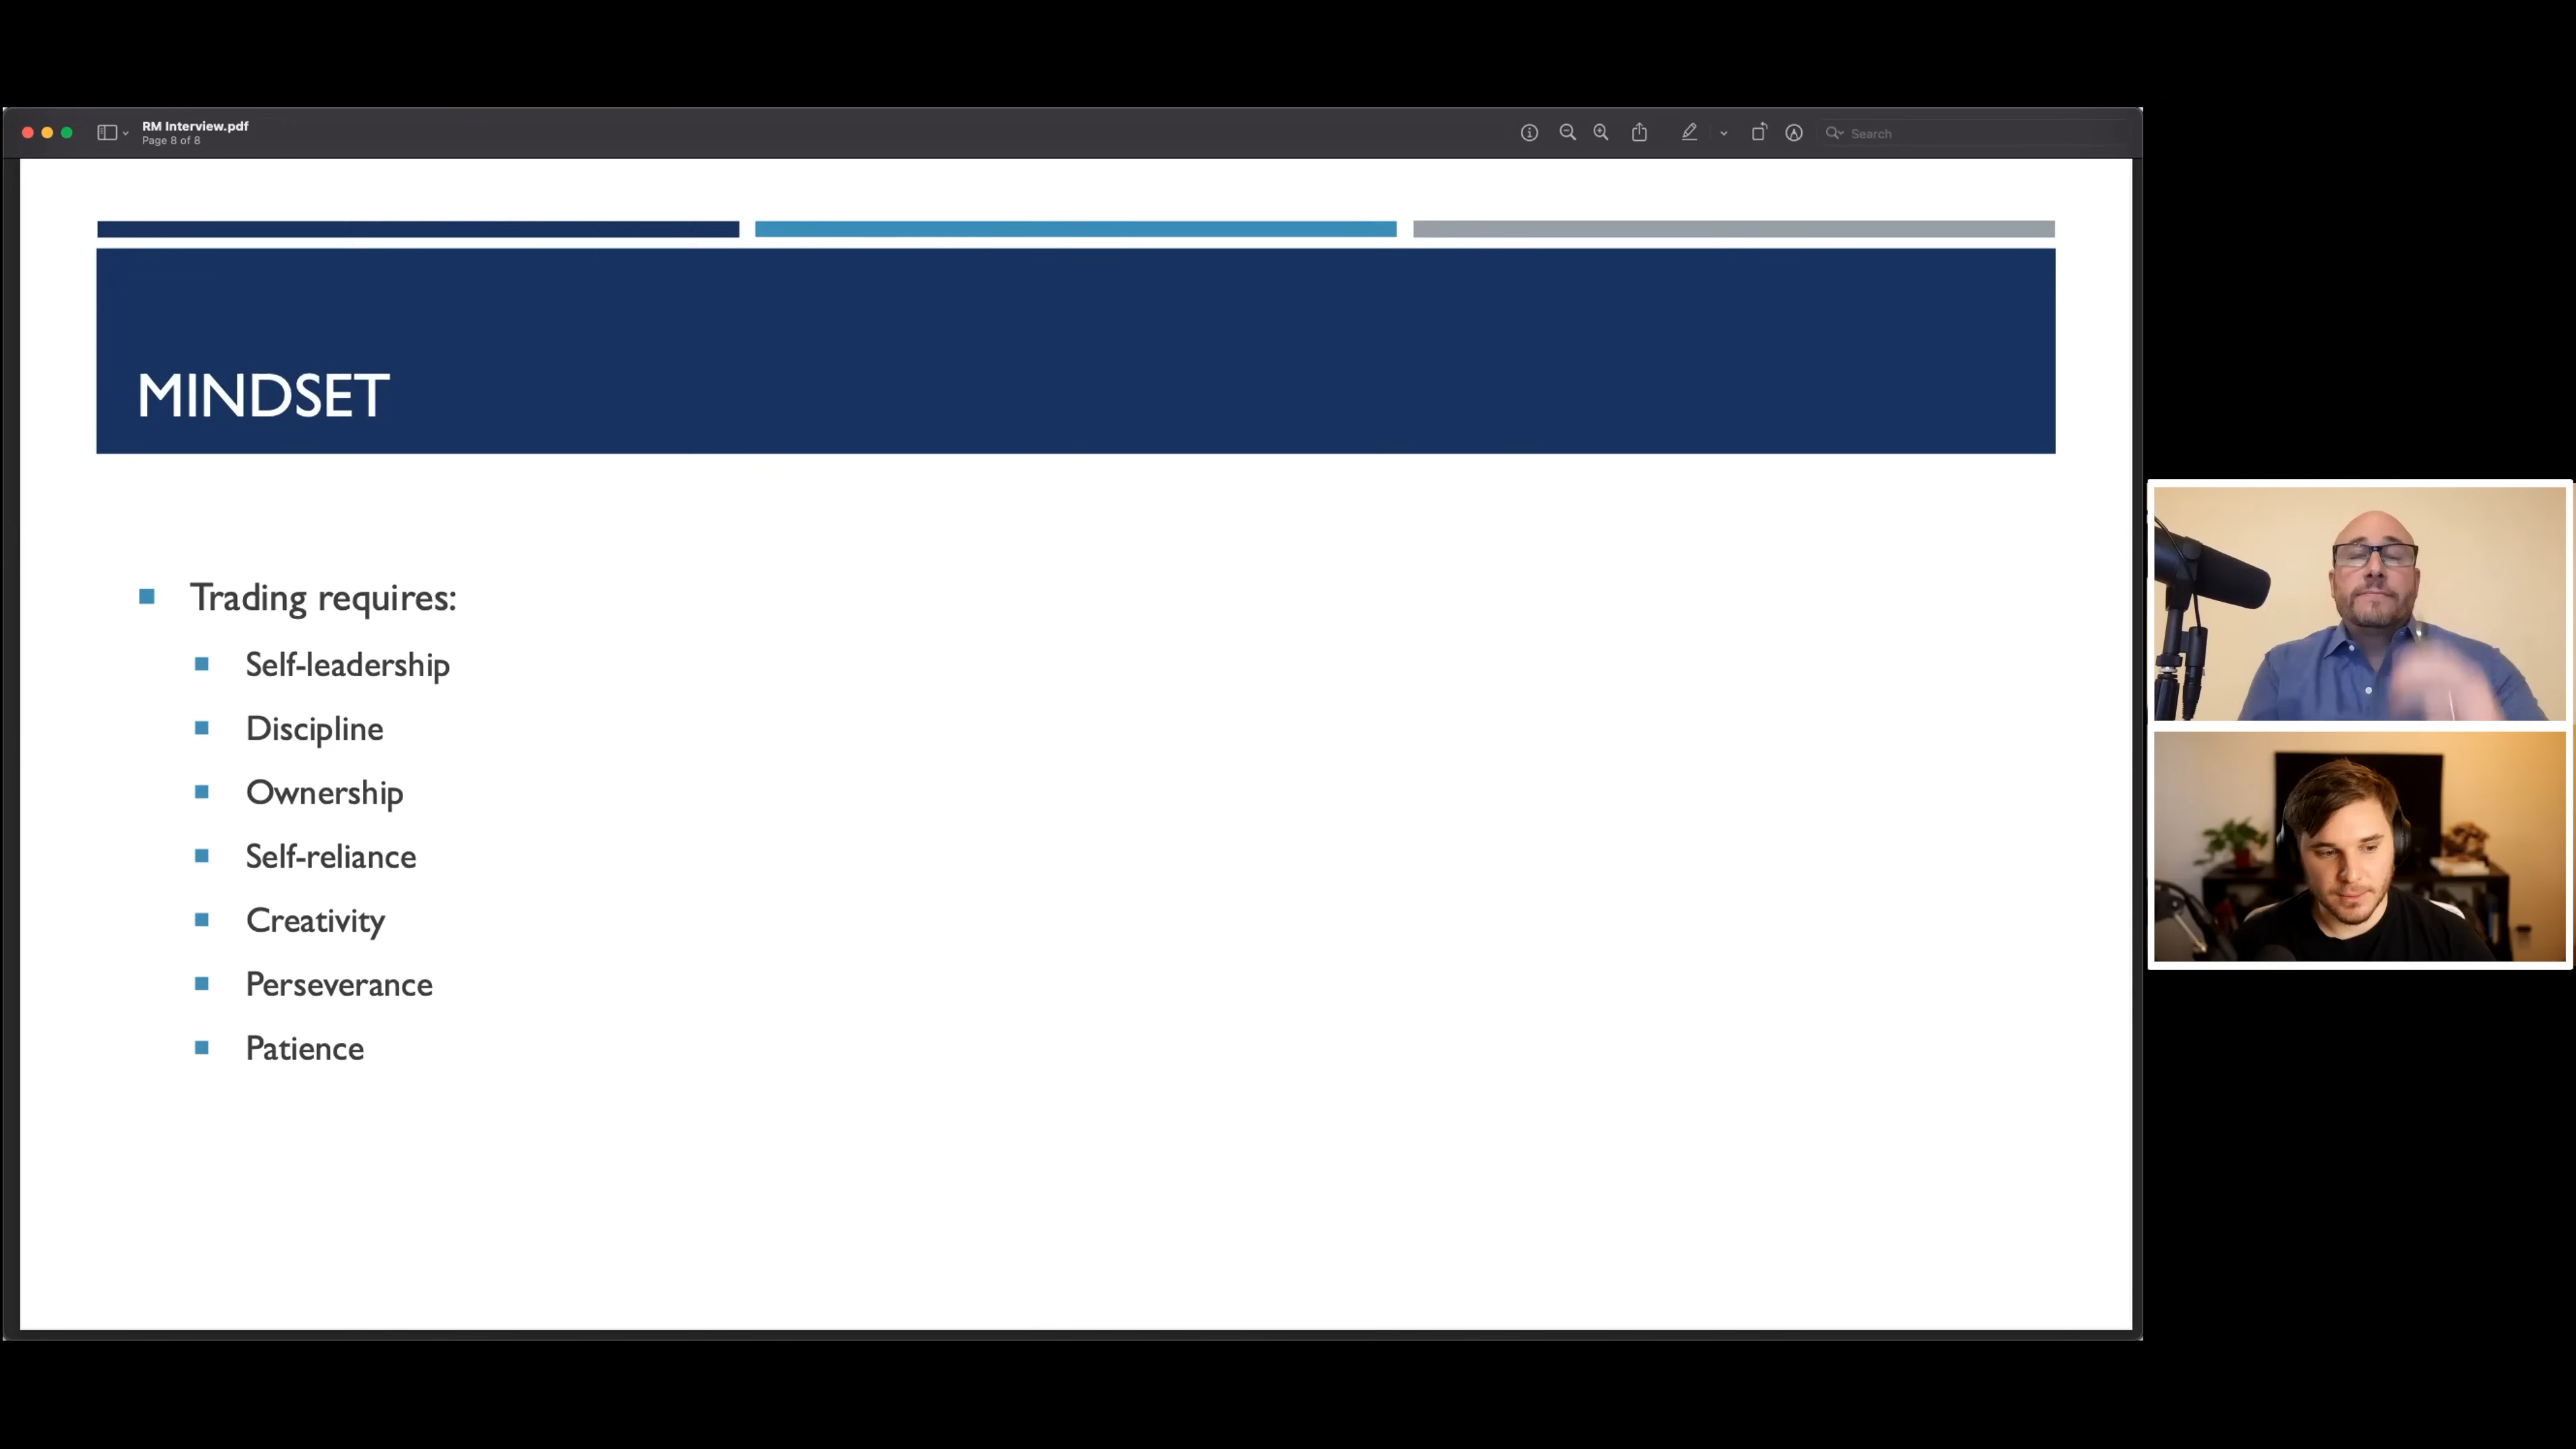 RM Interview.pdf
Page 8 of 8
Search
MINDSET
Trading requires:
Self-leadership
Discipline
Ownership
Self-reliance
Creativity
Perseverance
Patience